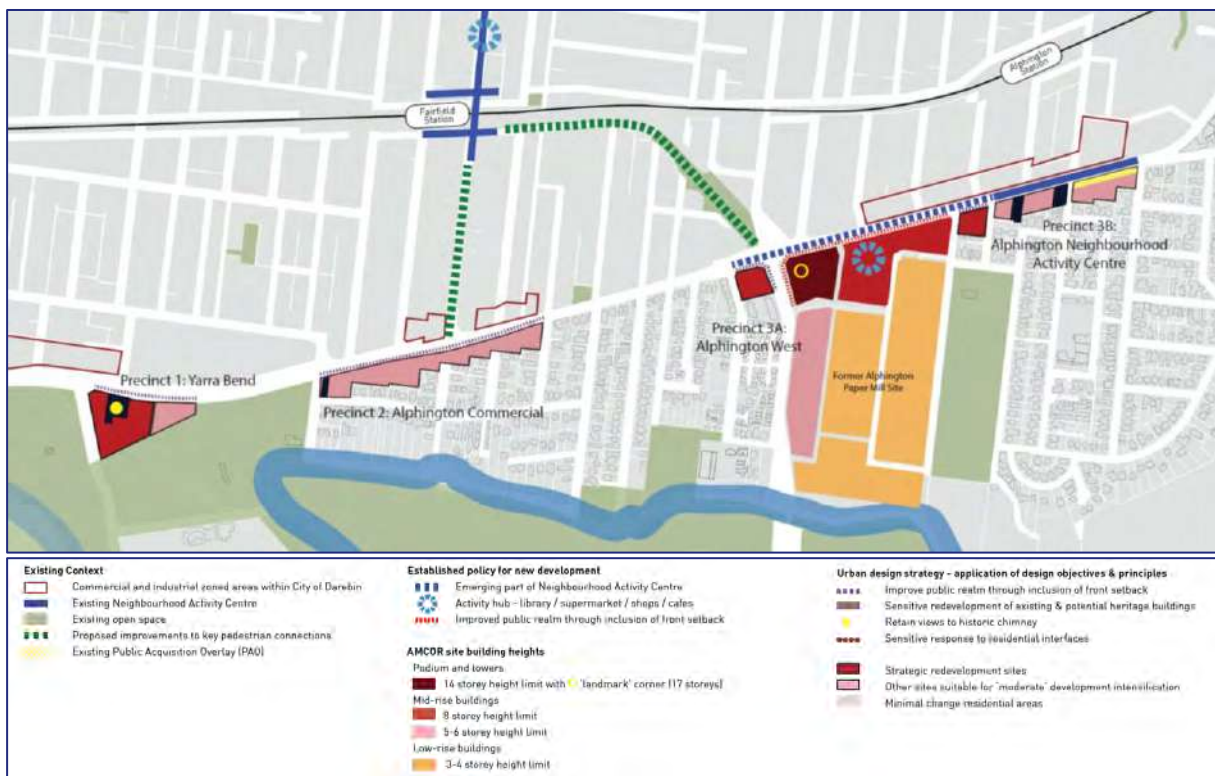 Fairfield
Station
Alphington
Station
Precinct 3B:
Alphington Neighbourhood
Activity Centre
Precinct 3A:
Alphington West
Former Alphington
Paper Mill Site
Precinct 1: Yarra Bend
Precinct 2: Alphington Commercial
Existing Context
Commercial and industrial zoned areas within City of Darebin
Existing Neighbourhood Activity Centre
Existing open space
Proposed improvements to key pedestrian connections
Existing Public Acquisition Overlay (PAO)
Established policy for new development
Emerging part of Neighbourhood Activity Centre
Activity hub - library / supermarket / shops / cafes
Improved public realm through inclusion of front setback
AMCOR site building heights
Podium and towers
14 storey height limit with 'landmark' corner (17 storeys)
Mid-rise buildings
8 storey height limit
5-6 storey height limit
Low-rise buildings
3-4 storey height limit
Urban design strategy - application of design objectives & principles
Improve public realm through inclusion of front setback
Sensitive redevelopment of existing & potential heritage buildings
Retain views to historic chimney
Sensitive response to residential interfaces
Strategic redevelopment sites
Other sites suitable for 'moderate' development intensification
Minimal change residential areas